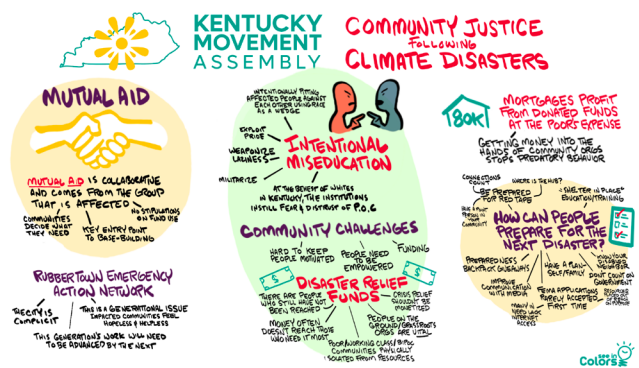 KENTUCKY
MOVEMENT
ASSEMBLY
COMMUNITY JUSTICE
FOLLOWING
CLIMATE DISASTERS
MUTUAL AID
MUTUAL AID IS COLLABORATIVE
AND COMES FROM THE GROUP
THAT IS AFFECTED
COMMUNITIES
DECIDE WHAT
THEY NEED
KEY ENTRY POINT
TO BASE-BUILDING
NO STIPULATIONS
ON FUND USE
RUBBERTOWN EMERGENCY
ACTION NETWORK
THE CITY IS
COMPLICIT
THIS IS A GENERATIONAL ISSUE
IMPACTED COMMUNITIES FEEL
HOPELESS & HELPLESS
THIS GENERATION'S WORK WILL NEED
TO BE ADVANCED BY THE NEXT
INTENTIONALLY PITTING
AFFECTED PEOPLE AGAINST
EACH OTHER USING RACE
AS A WEDGE
EXPLOIT
PRIDE
WEAPONIZE
LAZINESS
MILITARIZE
INTENTIONAL
MISEDUCATION
AT THE BEHEST OF WHITES
IN KENTUCKY, THE INSTITUTIONS
INSTILL FEAR & DISTRUST OF P.O.C
COMMUNITY CHALLENGES
HARD TO KEEP
PEOPLE MOTIVATED
PEOPLE NEED
TO BE
EMPOWERED
FUNDING
DISASTER RELIEF
FUNDS
THERE ARE PEOPLE
WHO STILL HAVE NOT
BEEN REACHED
CRISIS RELIEF
SHOULDN'T BE
MONETIZED
MONEY OFTEN
DOESN'T REACH THOSE
WHO NEED IT MOST
PEOPLE ON THE
GROUND/GRASSROOTS
ORGS ARE VITAL
POOR/WORKING CLASS/BIPOC
COMMUNITIES PHYSICALLY
ISOLATED FROM RESOURCES
80K
MORTGAGES PROFIT
FROM DONATED FUNDS
AT THE POOR'S EXPENSE
GETTING MONEY INTO THE
HANDS OF COMMUNITY ORGS
STOPS PREDATORY BEHAVIOR
CONNECTIONS
COUNT
WHERE IS THE HUB?
BE PREPARED
FOR RED TAPE
"SHELTER IN PLACE"
EDUCATION/TRAINING
HAVE A POINT
PERSON IN
YOUR COMMUNITY
HOW CAN PEOPLE
PREPARE FOR THE
NEXT DISASTER?
PREPAREDNESS
BACKPACK GIVEAWAYS
HAVE A PLAN-
SELF/FAMILY
KNOW YOUR
DISABLED
NEIGHBOR
DON'T COUNT ON
GOVERNMENT
IMPROVE
COMMUNICATION
WITH MEDIA
FEMA APPLICATIONS
RARELY ACCEPTED
FIRST TIME
MANY IN
NEED LACK
INTERNET
ACCESS
see in
Colors